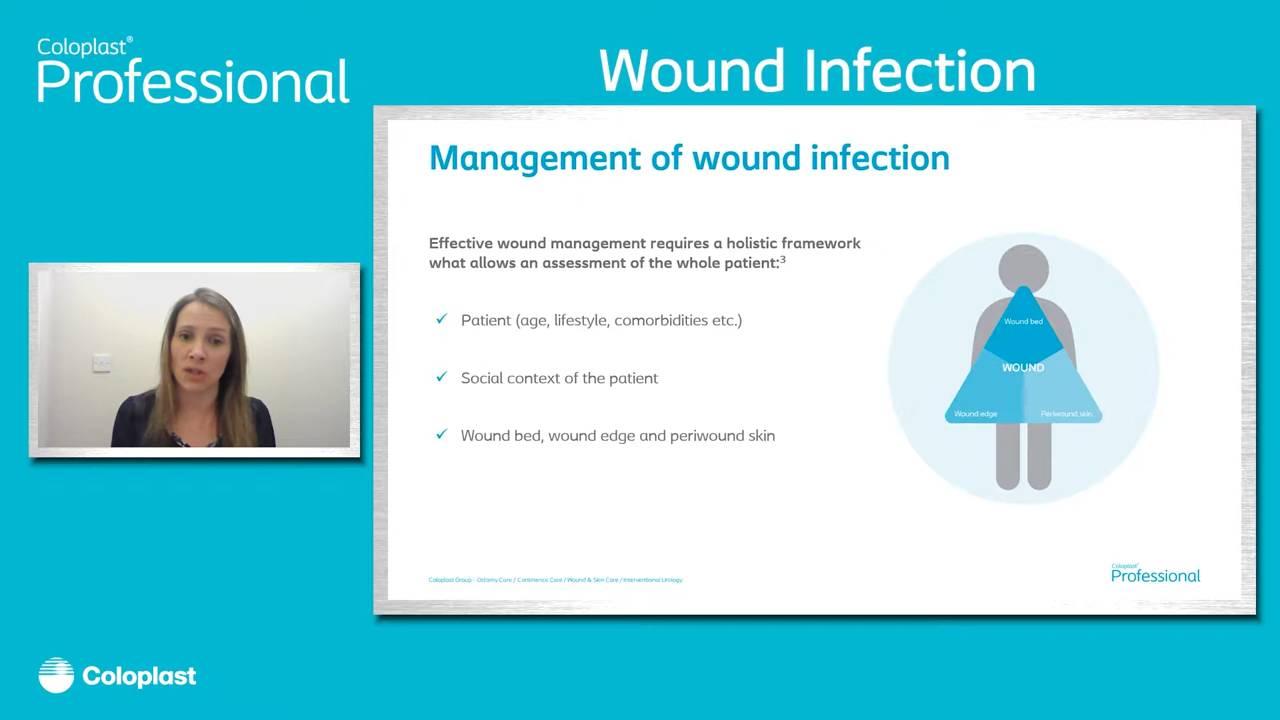 Coloplast®
Professional
Wound Infection
Management of wound infection
Effective wound management requires a holistic framework
what allows an assessment of the whole patient:³
✓ Patient (age, lifestyle, comorbidities etc.)
✓ Social context of the patient
✓ Wound bed, wound edge and periwound skin
Wound bed
WOUND
Wound edge
Periwound skin
Coloplast Group - Ostomy Care / Continence Care / Wound & Skin Care / Interventional Urology
Coloplast®
Professional
Coloplast